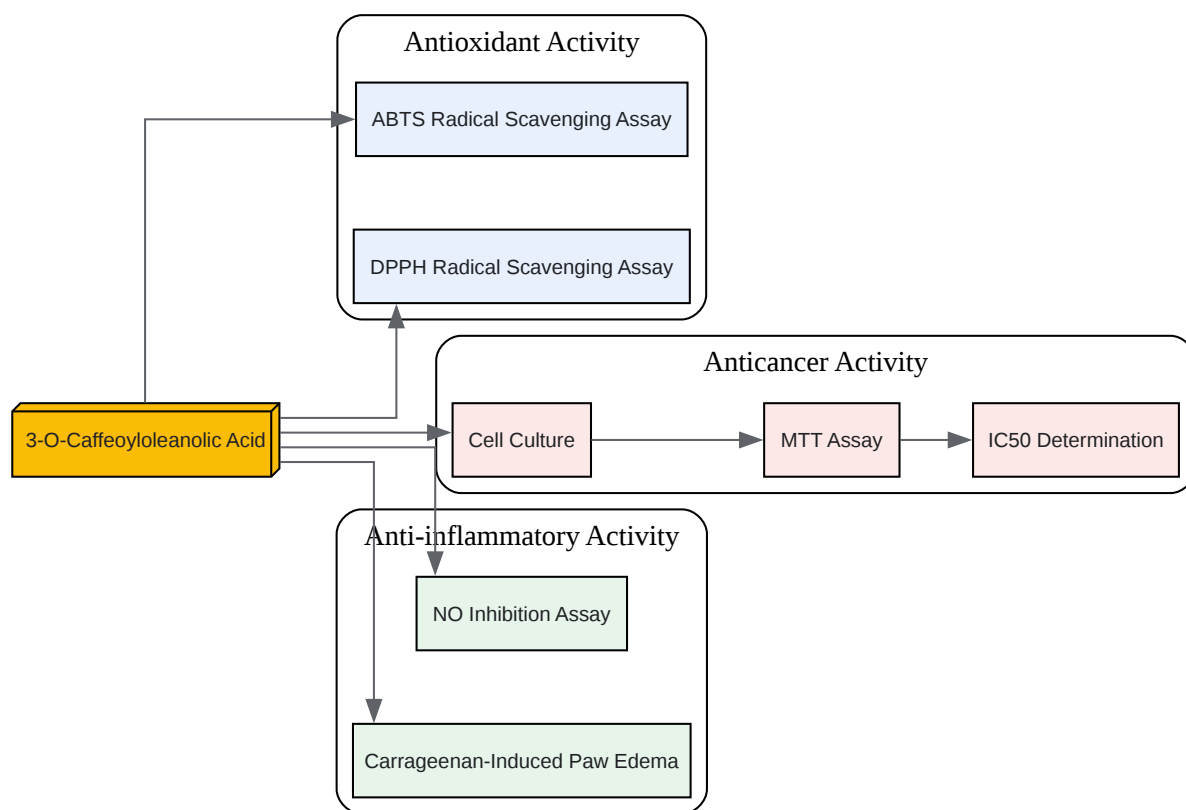 Antioxidant Activity
ABTS Radical Scavenging Assay
DPPH Radical Scavenging Assay
Anticancer Activity
3-O-Caffeoyloleanolic Acid
Cell Culture
MTT Assay
IC50 Determination
Anti-inflammatory Activity
NO Inhibition Assay
Carrageenan-Induced Paw Edema